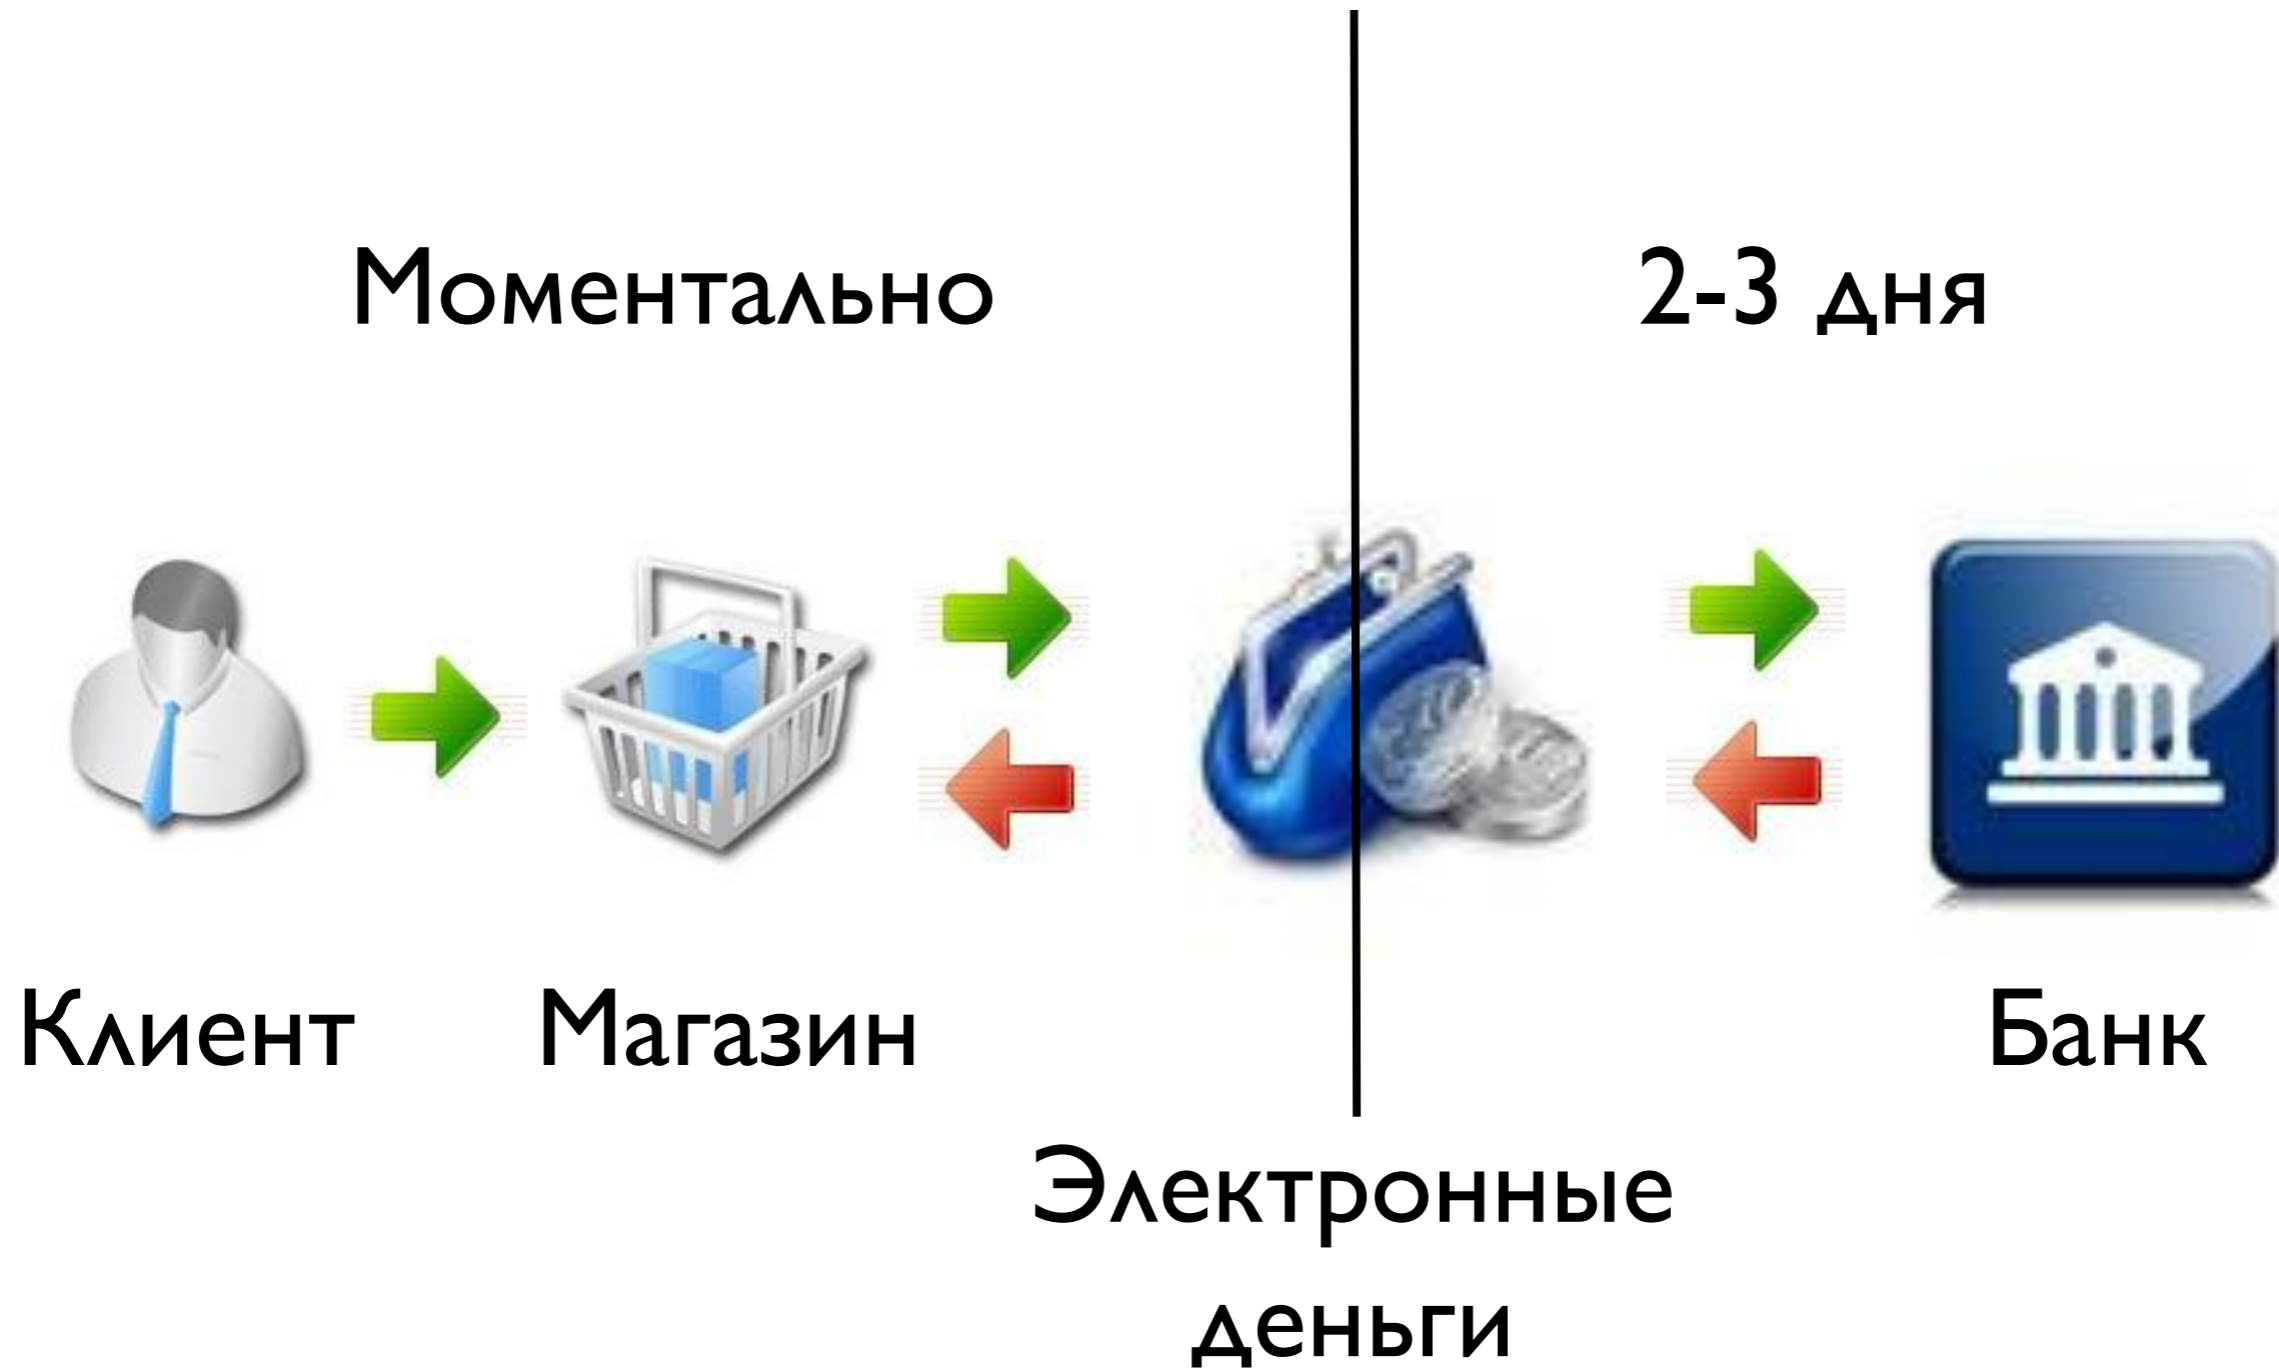 Моментально
2-3 дня
Клиент
Магазин
Банк
Электронные
деньги